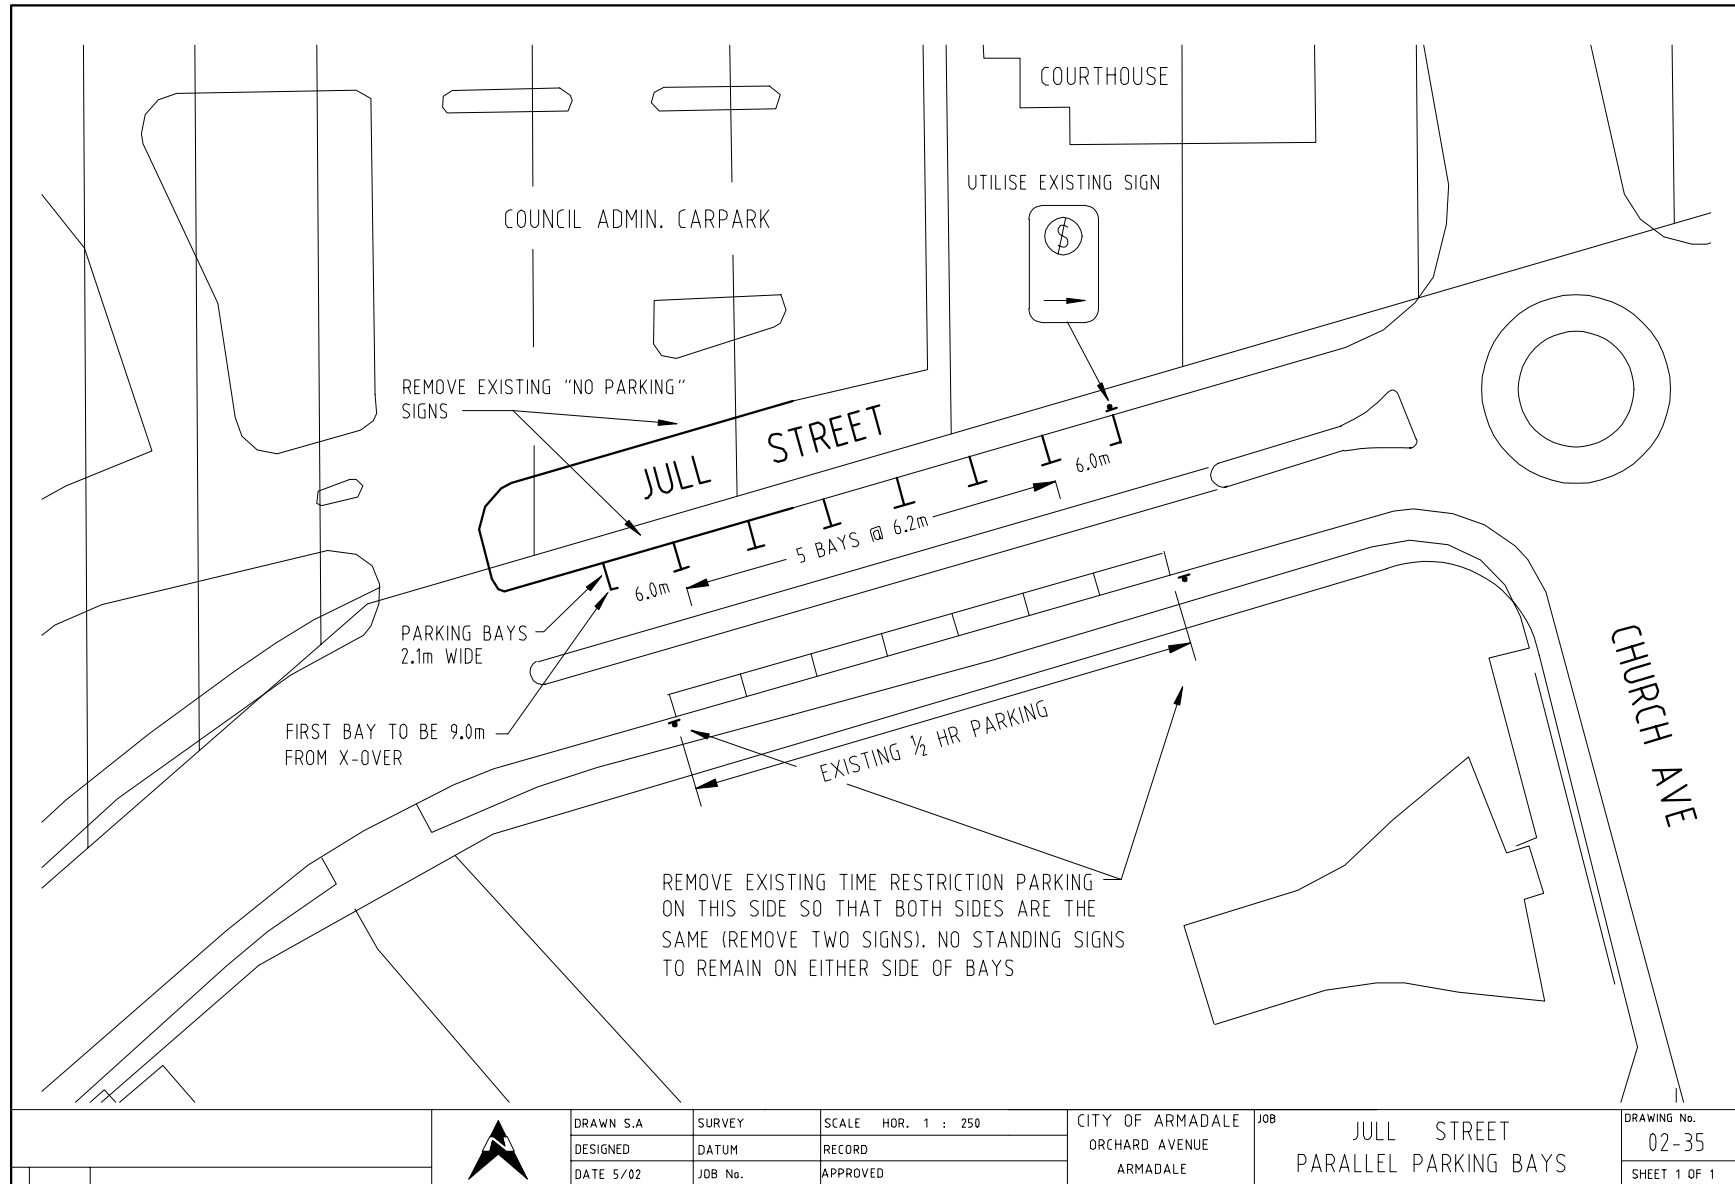 COURTHOUSE
UTILISE EXISTING SIGN
$
COUNCIL ADMIN. CARPARK
REMOVE EXISTING "NO PARKING"
SIGNS
JULL STREET
6.0m
5 BAYS @ 6.2m
6.0m
PARKING BAYS
2.1m WIDE
FIRST BAY TO BE 9.0m
FROM X-OVER
EXISTING ½ HR PARKING
CHURCH AVE
REMOVE EXISTING TIME RESTRICTION PARKING
ON THIS SIDE SO THAT BOTH SIDES ARE THE
SAME (REMOVE TWO SIGNS). NO STANDING SIGNS
TO REMAIN ON EITHER SIDE OF BAYS
N
DRAWN S.A
DESIGNED
DATE 5/02
SURVEY
DATUM
JOB No.
SCALE HOR. 1 : 250
RECORD
APPROVED
CITY OF ARMADALE
ORCHARD AVENUE
ARMADALE
JOB
JULL STREET
PARALLEL PARKING BAYS
DRAWING No.
02-35
SHEET 1 OF 1